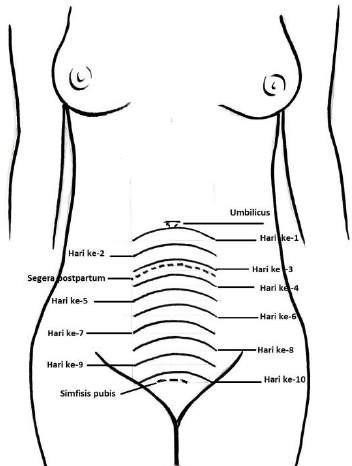 Umbilicus
Hari ke-1
Hari ke-2
Hari ke-3
Segera postpartum
Hari ke-4
Hari ke-5
Hari ke-6
Hari ke-7
Hari ke-8
Hari ke-9
Hari ke-10
Simfisis pubis